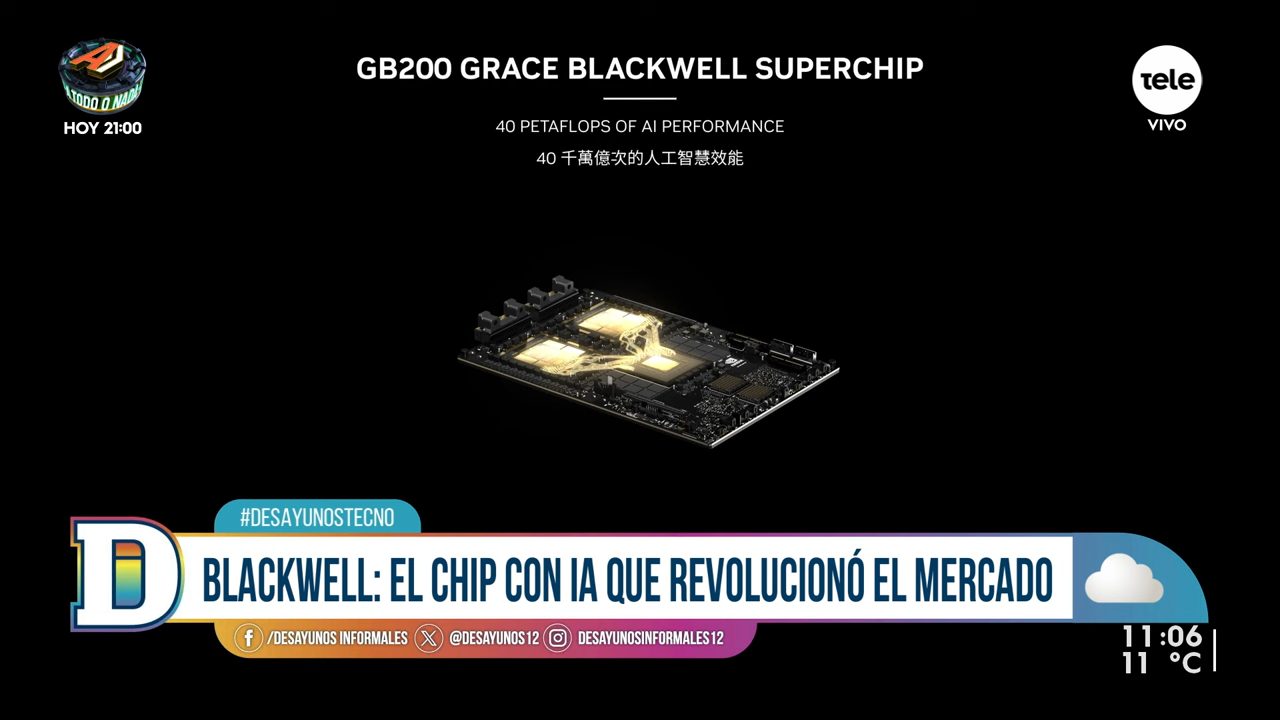 A TODO O NADA
HOY 21:00
GB200 GRACE BLACKWELL SUPERCHIP
40 PETAFLOPS OF AI PERFORMANCE
40 千萬億次的人工智慧效能
tele
VIVO
#DESAYUNOSTECNO
BLACKWELL: EL CHIP CON IA QUE REVOLUCIONÓ EL MERCADO
/DESAYUNOS INFORMALES @DESAYUNOS12 DESAYUNOSINFORMALES12
11:06
11 °C